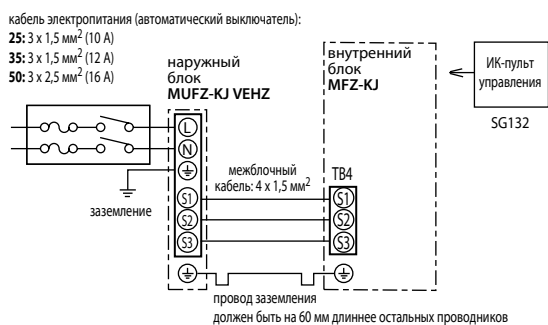 кабель электропитания (автоматический выключатель):
25: 3 x 1,5 мм² (10 А)
35: 3 x 1,5 мм² (12 А)
50: 3 x 2,5 мм² (16 А)
наружный
блок
MUFZ-KJ VEHZ
внутренний
блок
MFZ-KJ
ИК-пульт
управления
SG132
L
N
заземление
межблочный
кабель: 4 x 1,5 мм²
TB4
S1
S2
S3
S1
S2
S3
провод заземления
должен быть на 60 мм длиннее остальных проводников